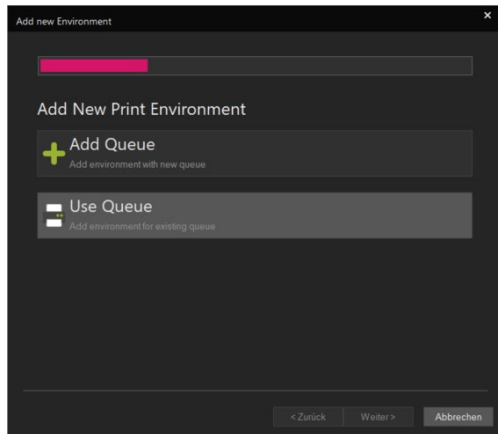 Add new Environment
Add New Print Environment
Add Queue
Add environment with new queue
Use Queue
Add environment for existing queue
< Zurück
Weiter >
Abbrechen